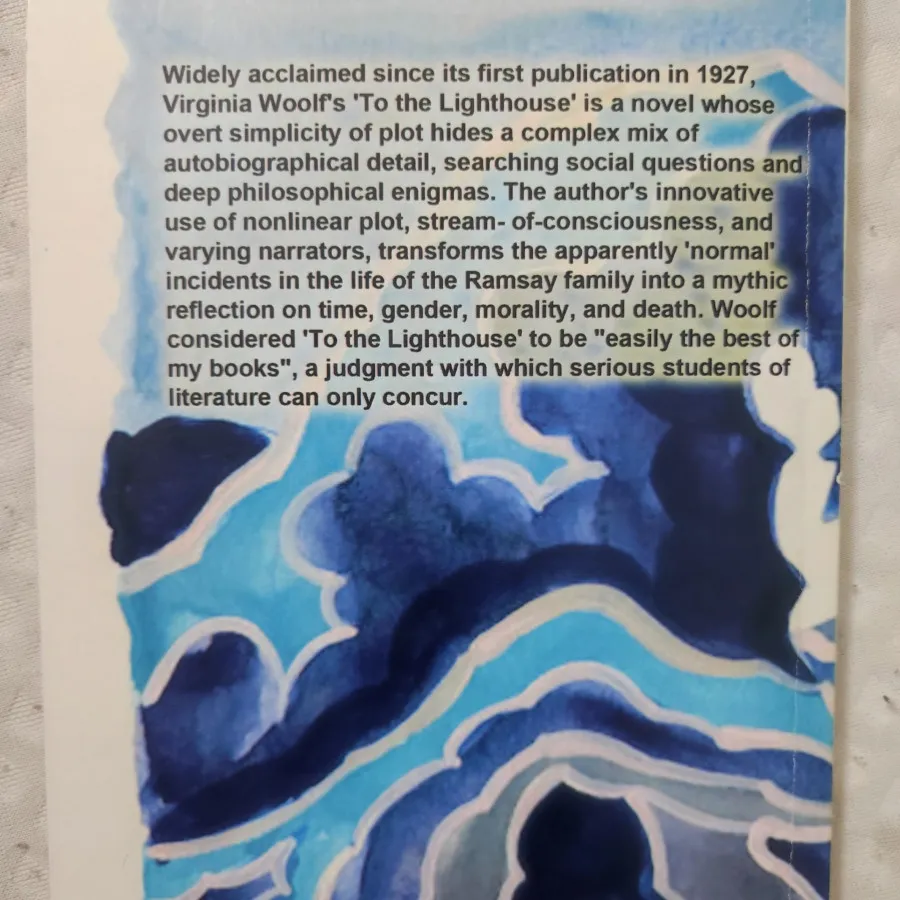 Widely acclaimed since its first publication in 1927,
Virginia Woolf's 'To the Lighthouse' is a novel whose
overt simplicity of plot hides a complex mix of
autobiographical detail, searching social questions and
deep philosophical enigmas. The author's innovative
use of nonlinear plot, stream- of-consciousness, and
varying narrators, transforms the apparently 'normal'
incidents in the life of the Ramsay family into a mythic
reflection on time, gender, morality, and death. Woolf
considered 'To the Lighthouse' to be "easily the best of
my books", a judgment with which serious students of
literature can only concur.